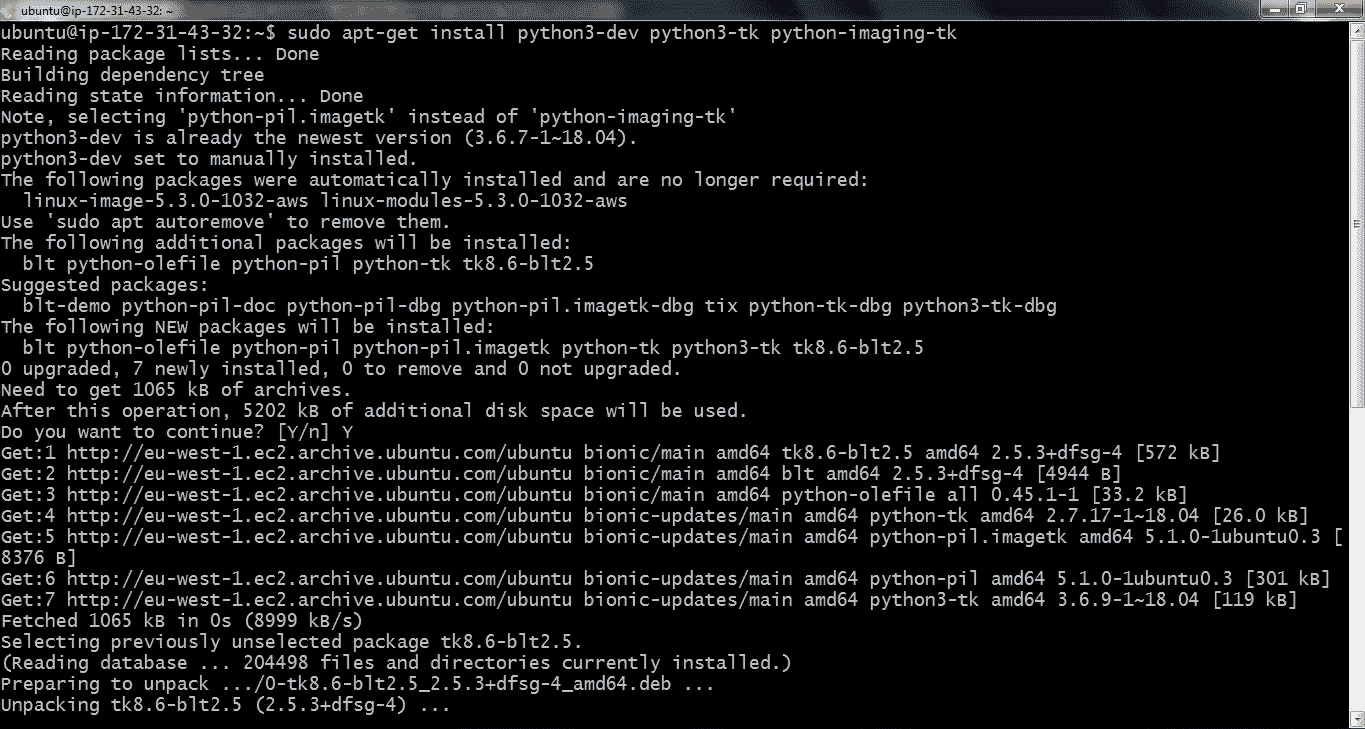 ubuntu@ip-172-31-43-32: ~
ubuntu@ip-172-31-43-32:~$ sudo apt-get install python3-dev python3-tk python-imaging-tk
Reading package lists... Done
Building dependency tree
Reading state information... Done
Note, selecting 'python-pil.imagetk' instead of 'python-imaging-tk'
python3-dev is already the newest version (3.6.7-1~18.04).
python3-dev set to manually installed.
The following packages were automatically installed and are no longer required:
  linux-image-5.3.0-1032-aws linux-modules-5.3.0-1032-aws
Use 'sudo apt autoremove' to remove them.
The following additional packages will be installed:
  blt python-olefile python-pil python-tk tk8.6-blt2.5
Suggested packages:
  blt-demo python-pil-doc python-pil-dbg python-pil.imagetk-dbg tix python-tk-dbg python3-tk-dbg
The following NEW packages will be installed:
  blt python-olefile python-pil python-pil.imagetk python-tk python3-tk tk8.6-blt2.5
0 upgraded, 7 newly installed, 0 to remove and 0 not upgraded.
Need to get 1065 kB of archives.
After this operation, 5202 kB of additional disk space will be used.
Do you want to continue? [Y/n] Y
Get:1 http://eu-west-1.ec2.archive.ubuntu.com/ubuntu bionic/main amd64 tk8.6-blt2.5 amd64 2.5.3+dfsg-4 [572 kB]
Get:2 http://eu-west-1.ec2.archive.ubuntu.com/ubuntu bionic/main amd64 blt amd64 2.5.3+dfsg-4 [4944 B]
Get:3 http://eu-west-1.ec2.archive.ubuntu.com/ubuntu bionic/main amd64 python-olefile all 0.45.1-1 [33.2 kB]
Get:4 http://eu-west-1.ec2.archive.ubuntu.com/ubuntu bionic-updates/main amd64 python-tk amd64 2.7.17-1~18.04 [26.0 kB]
Get:5 http://eu-west-1.ec2.archive.ubuntu.com/ubuntu bionic-updates/main amd64 python-pil.imagetk amd64 5.1.0-1ubuntu0.3 [
8376 B]
Get:6 http://eu-west-1.ec2.archive.ubuntu.com/ubuntu bionic-updates/main amd64 python-pil amd64 5.1.0-1ubuntu0.3 [301 kB]
Get:7 http://eu-west-1.ec2.archive.ubuntu.com/ubuntu bionic-updates/main amd64 python3-tk amd64 3.6.9-1~18.04 [119 kB]
Fetched 1065 kB in 0s (8999 kB/s)
Selecting previously unselected package tk8.6-blt2.5.
(Reading database ... 204498 files and directories currently installed.)
Preparing to unpack .../0-tk8.6-blt2.5_2.5.3+dfsg-4_amd64.deb ...
Unpacking tk8.6-blt2.5 (2.5.3+dfsg-4) ...